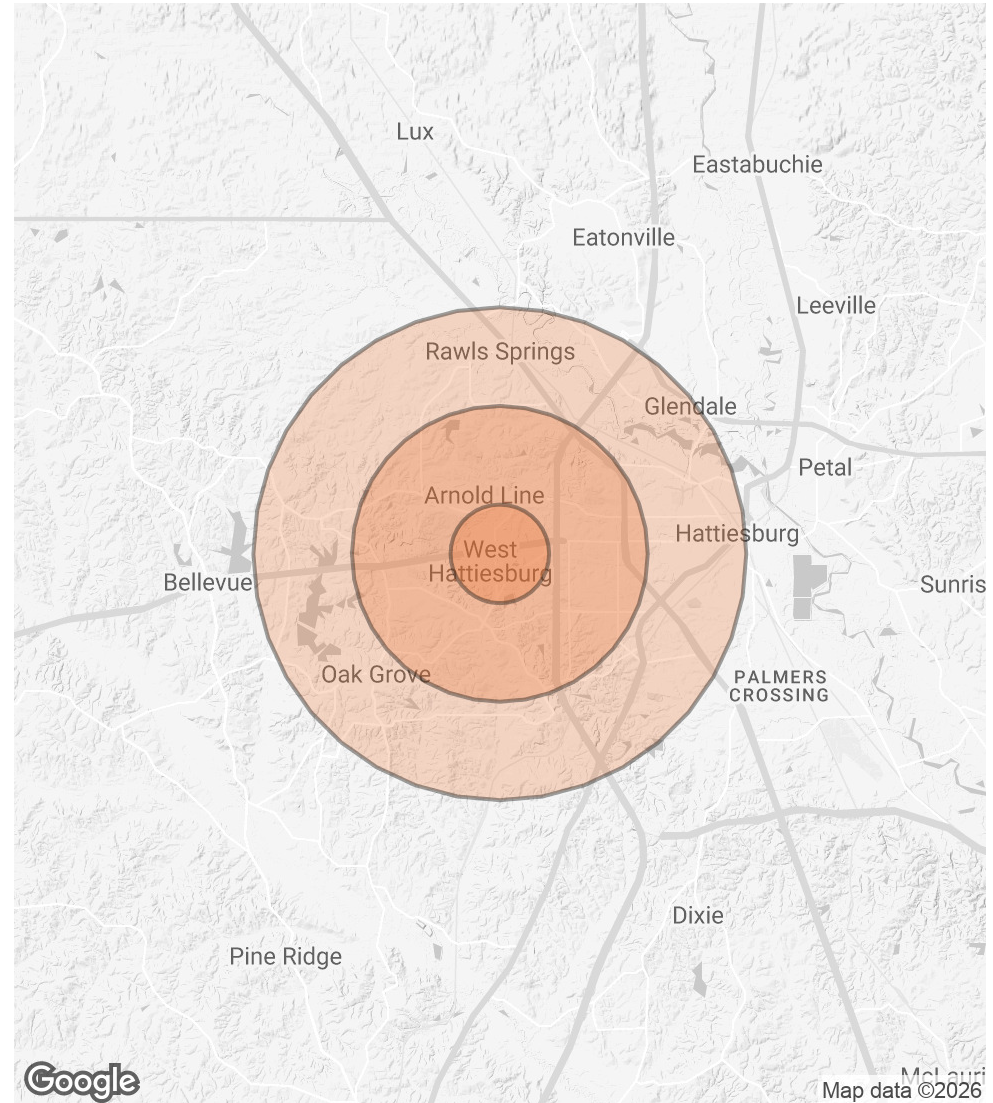 Lux
Eastabuchie
Eatonville
Leeville
Rawls Springs
Glendale
Petal
Arnold Line
Hattiesburg
West
Hattiesburg
Bellevue
Sunris
Oak Grove
PALMERS
CROSSING
Dixie
Pine Ridge
McLauri
Google
Map data ©2026